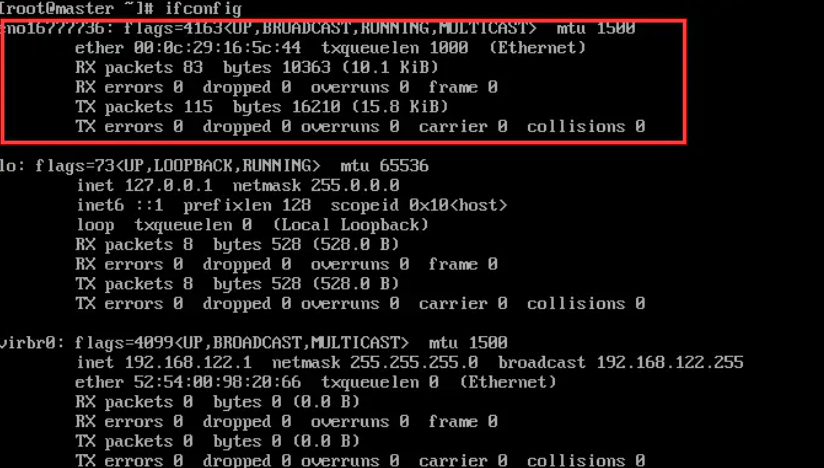 [root@master ~]# ifconfig
eno16777736: flags=4163<UP,BROADCAST,RUNNING,MULTICAST>  mtu 1500
        ether 00:0c:29:16:5c:44  txqueuelen 1000  (Ethernet)
        RX packets 83  bytes 10363 (10.1 KiB)
        RX errors 0  dropped 0  overruns 0  frame 0
        TX packets 115  bytes 16210 (15.8 KiB)
        TX errors 0  dropped 0 overruns 0  carrier 0  collisions 0
lo: flags=73<UP,LOOPBACK,RUNNING>  mtu 65536
        inet 127.0.0.1  netmask 255.0.0.0
        inet6 ::1  prefixlen 128  scopeid 0x10<host>
        loop  txqueuelen 0  (Local Loopback)
        RX packets 8  bytes 528 (528.0 B)
        RX errors 0  dropped 0  overruns 0  frame 0
        TX packets 8  bytes 528 (528.0 B)
        TX errors 0  dropped 0 overruns 0  carrier 0  collisions 0
virbr0: flags=4099<UP,BROADCAST,MULTICAST>  mtu 1500
        inet 192.168.122.1  netmask 255.255.255.0  broadcast 192.168.122.255
        ether 52:54:00:98:20:66  txqueuelen 0  (Ethernet)
        RX packets 0  bytes 0 (0.0 B)
        RX errors 0  dropped 0  overruns 0  frame 0
        TX packets 0  bytes 0 (0.0 B)
        TX errors 0  dropped 0 overruns 0  carrier 0  collisions 0